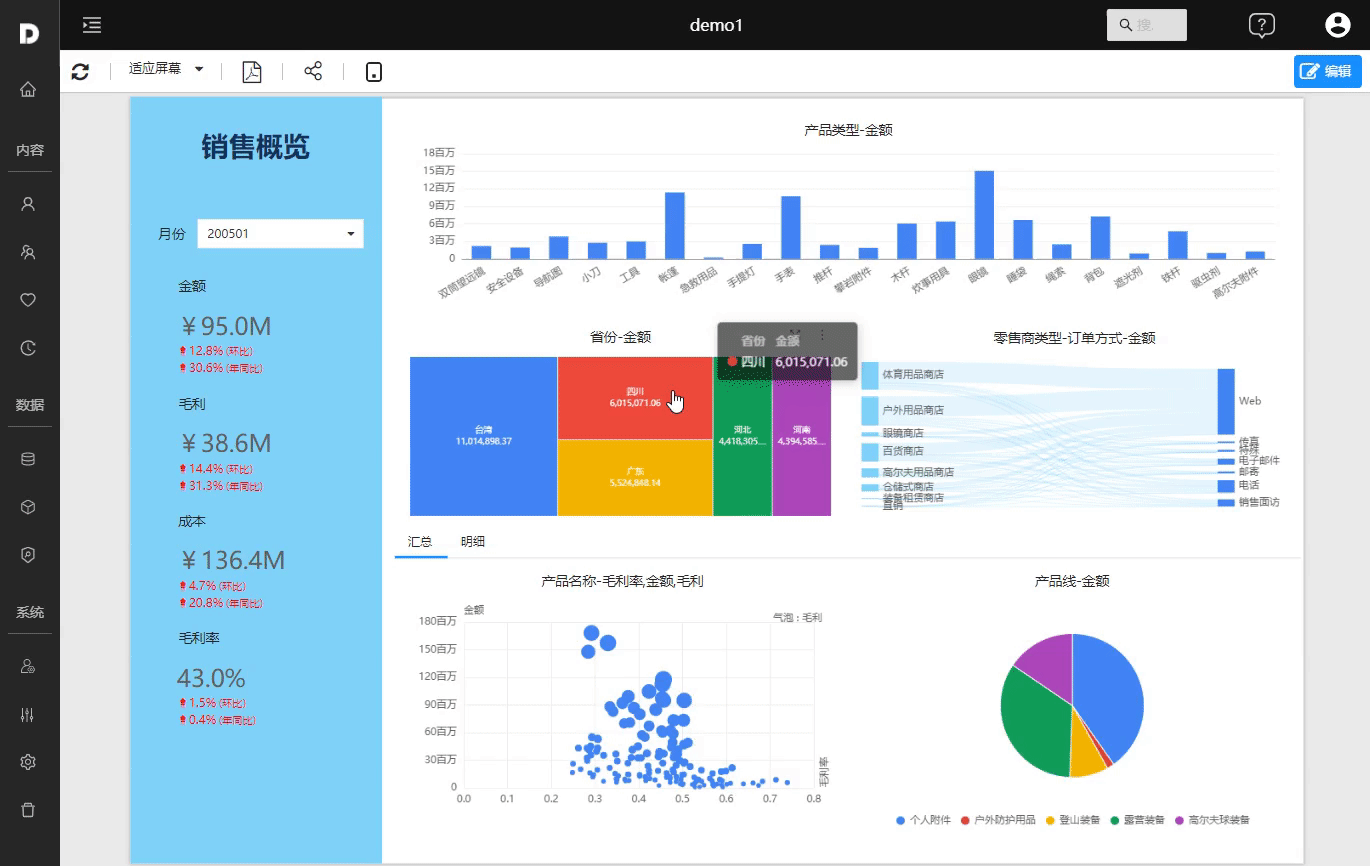 demo1
搜.
适应屏幕
编辑
内容
数据
系统
销售概览
月份 200501
金额
￥95.0M
12.8% (环比)
30.6% (年同比)
毛利
￥38.6M
14.4% (环比)
31.3% (年同比)
成本
￥136.4M
4.7% (环比)
20.8% (年同比)
毛利率
43.0%
1.5% (环比)
0.4% (年同比)
产品类型-金额
18百万
15百万
12百万
9百万
6百万
3百万
0
双筒望远镜 安全设备 导航图 小刀 工具 帐篷 急救用品 手提灯 手表 推杆 攀岩附件 木杆 炊事用具 眼镜 睡袋 绳索 背包 遮光剂 铁杆 驱虫剂 高尔夫附件
省份-金额
省份 金额
四川 6,015,071.06
台湾
11,014,898.37
四川
6,015,071.06
广东
5,524,848.14
河北
4,418,305....
河南
4,394,585....
零售商类型-订单方式-金额
体育用品商店
户外用品商店
眼镜商店
百货商店
高尔夫用品商店
仓储式商店
装备租赁商店
直销
Web
传真
特殊
电子邮件
邮寄
电话
销售面访
汇总 明细
产品名称-毛利率,金额,毛利
金额
气泡 : 毛利
180百万
150百万
120百万
90百万
60百万
30百万
0
0.0 0.1 0.2 0.3 0.4 0.5 0.6 0.7 0.8
毛利率
产品线-金额
个人附件 户外防护用品 登山装备 露营装备 高尔夫球装备